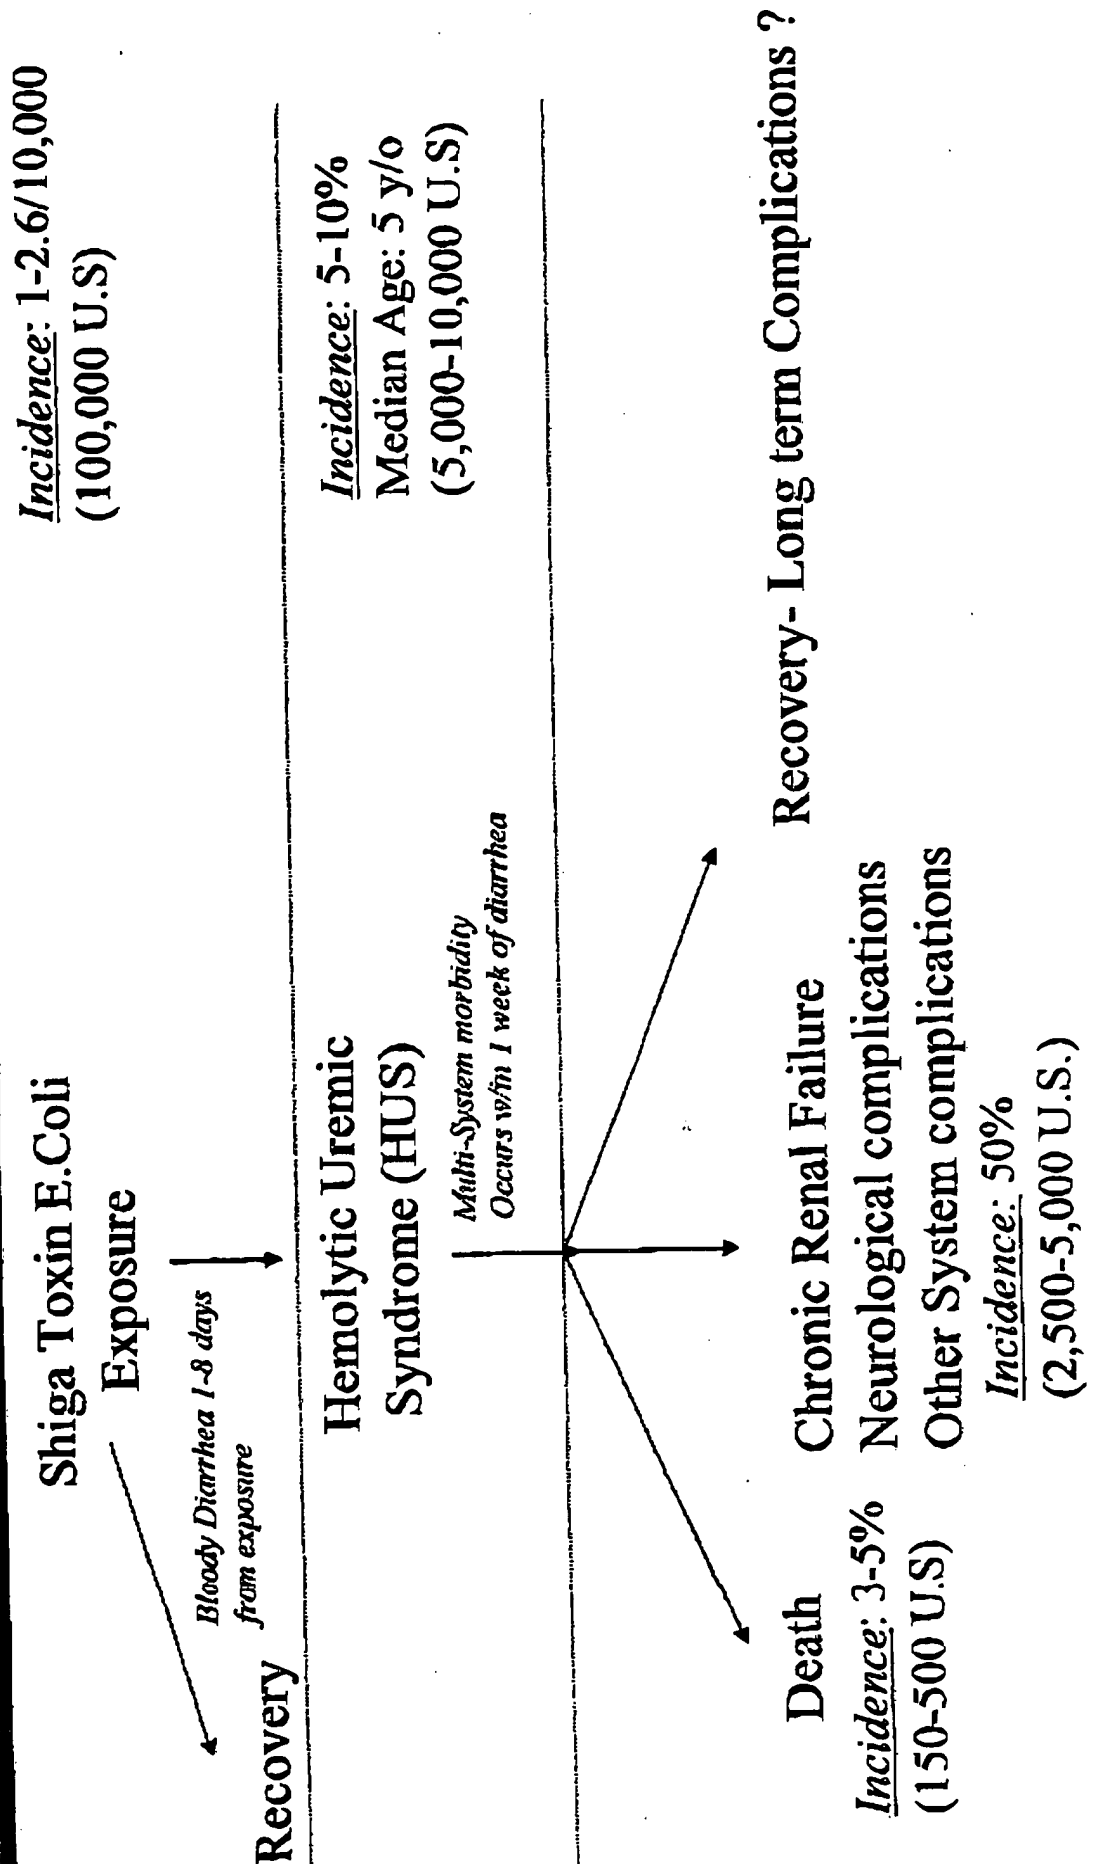 Shiga Toxin E.Coli
Exposure
Incidence: 1-2.6/10,000
(100,000 U.S)
Bloody Diarrhea 1-8 days
from exposure
Recovery
Hemolytic Uremic
Syndrome (HUS)
Incidence: 5-10%
Median Age: 5 y/o
(5,000-10,000 U.S)
Multi-System morbidity
Occurs w/in 1 week of diarrhea
Death
Incidence: 3-5%
(150-500 U.S)
Chronic Renal Failure
Neurological complications
Other System complications
Incidence: 50%
(2,500-5,000 U.S.)
Recovery- Long term Complications ?